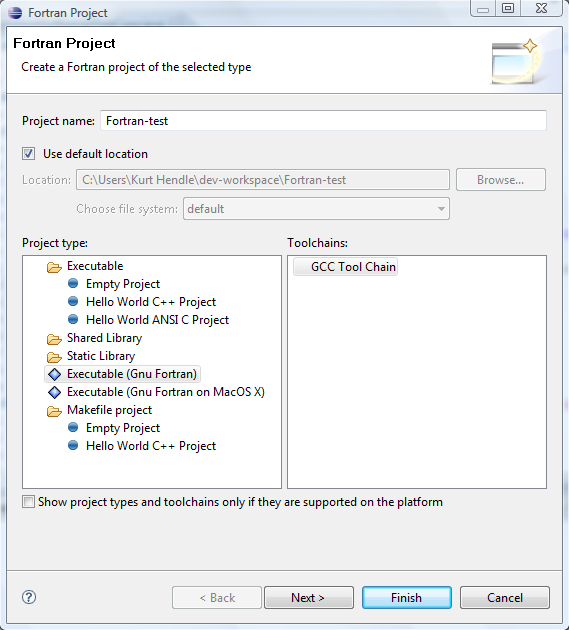 Fortran Project
Fortran Project
Create a Fortran project of the selected type
Project name: Fortran-test
Use default location
Location: C:\Users\Kurt Hendle\dev-workspace\Fortran-test Browse...
Choose file system: default
Project type: Toolchains:
Executable GCC Tool Chain
Empty Project
Hello World C++ Project
Hello World ANSI C Project
Shared Library
Static Library
Executable (Gnu Fortran)
Executable (Gnu Fortran on MacOS X)
Makefile project
Empty Project
Hello World C++ Project
Show project types and toolchains only if they are supported on the platform
? < Back Next > Finish Cancel